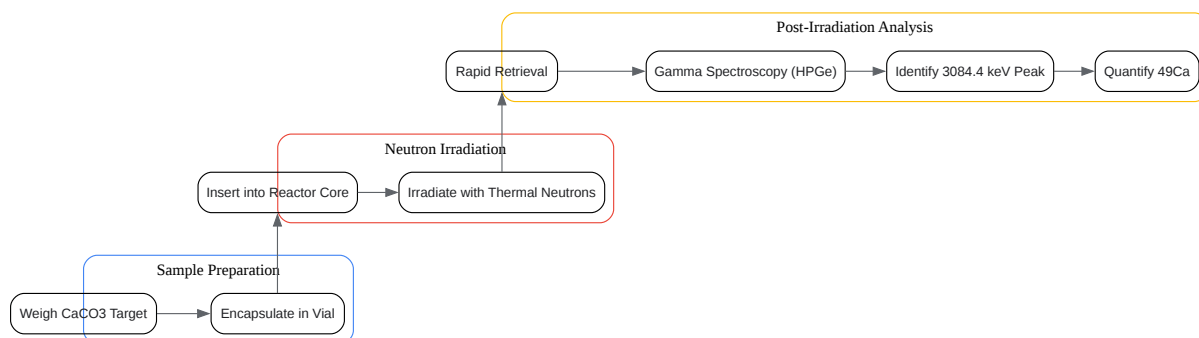 Post-Irradiation Analysis
Rapid Retrieval
Gamma Spectroscopy (HPGe)
Identify 3084.4 keV Peak
Quantify 49Ca
Neutron Irradiation
Insert into Reactor Core
Irradiate with Thermal Neutrons
Sample Preparation
Weigh CaCO3 Target
Encapsulate in Vial